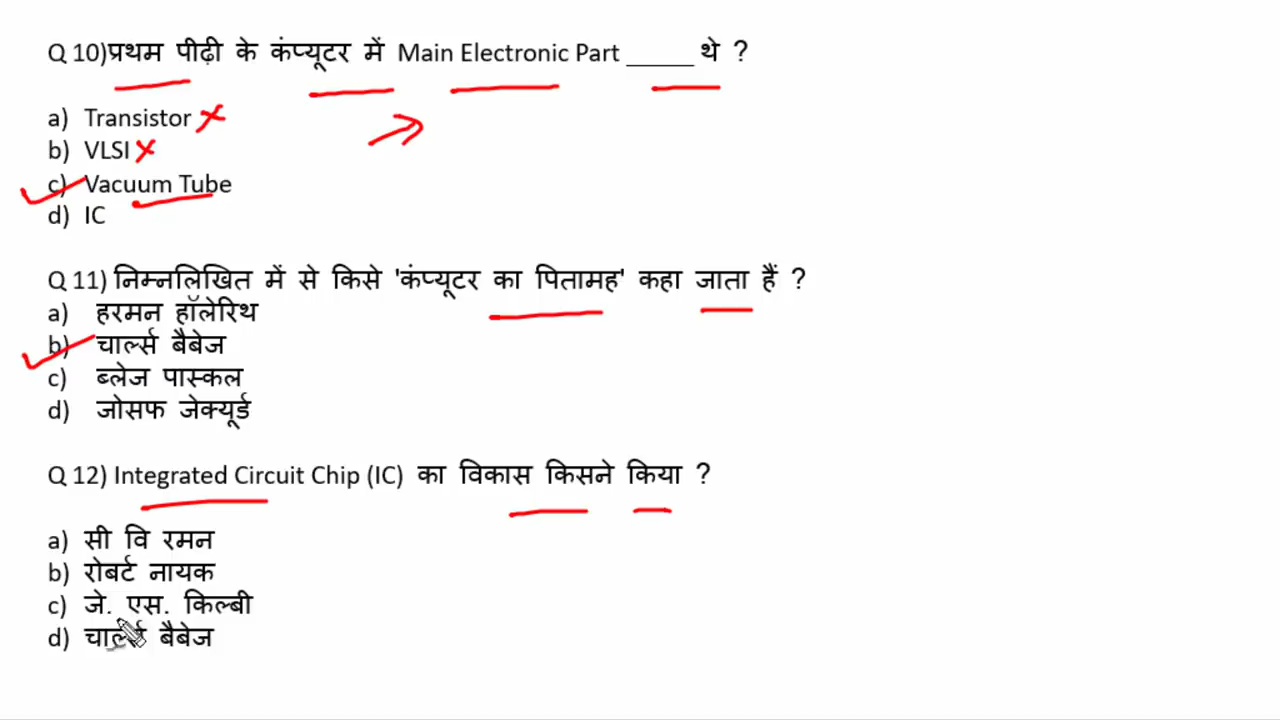 Q 10)प्रथम पीढ़ी के कंप्यूटर में Main Electronic Part _____ थे ?
a) Transistor
b) VLSI
c) Vacuum Tube
d) IC
Q 11) निम्नलिखित में से किसे 'कंप्यूटर का पितामह' कहा जाता हैं ?
a) हरमन हॉलेरिथ
b) चार्ल्स बैबेज
c) ब्लेज पास्कल
d) जोसफ जेक्यूर्ड
Q 12) Integrated Circuit Chip (IC) का विकास किसने किया ?
a) सी वि रमन
b) रोबर्ट नायक
c) जे. एस. किल्बी
d) चार्ल्स बैबेज